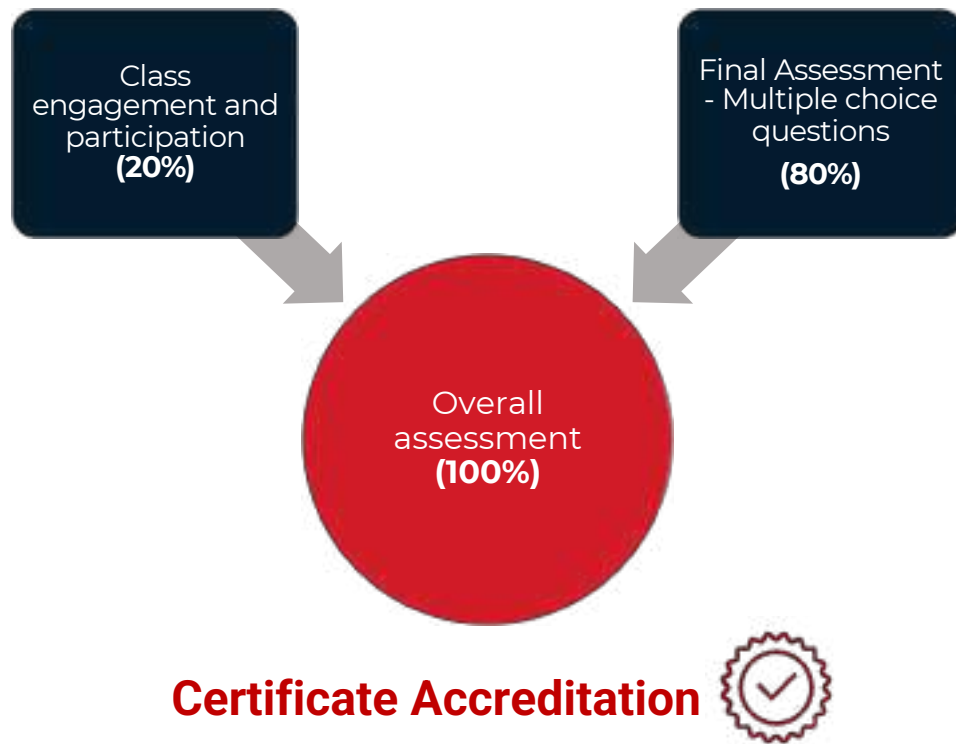 Class
engagement and
participation
(20%)
Final Assessment
- Multiple choice
questions
(80%)
Overall
assessment
(100%)
Certificate Accreditation